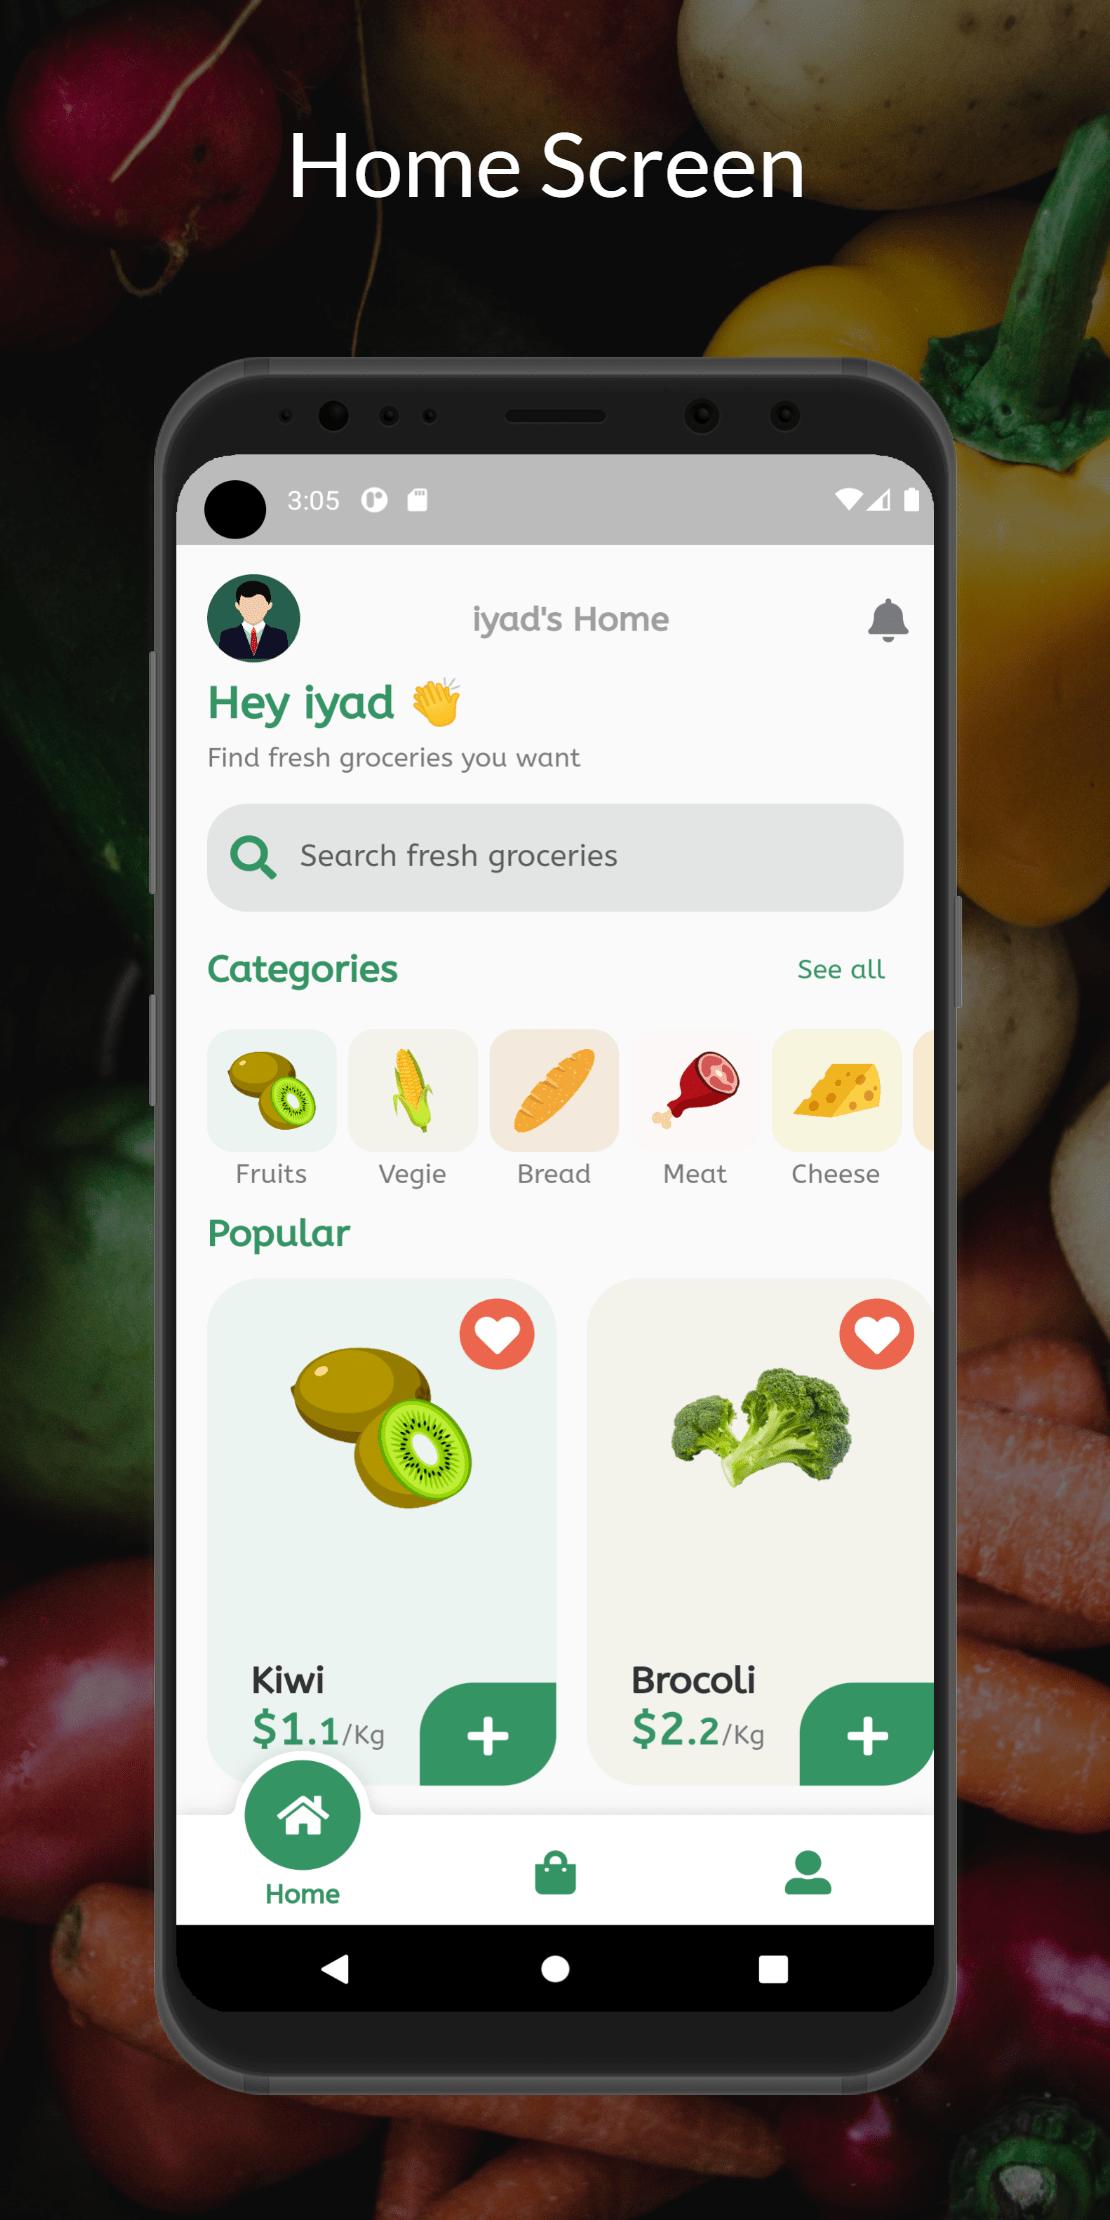 Home Screen
3:05
iyad's Home
Hey iyad 👏
Find fresh groceries you want
Search fresh groceries
Categories
See all
Fruits
Vegie
Bread
Meat
Cheese
Popular
Kiwi
$1.1/Kg
Brocoli
$2.2/Kg
Home